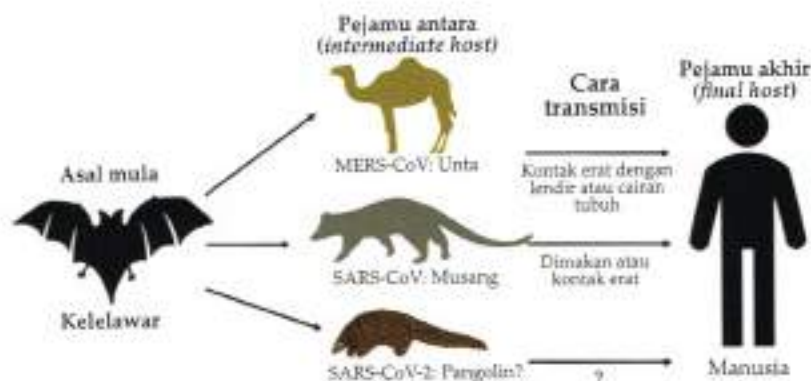 Pejamu antara
(intermediate host)
Cara
transmisi
Pejamu akhir
(final host)
Asal mula
Kelelawar
MERS-CoV: Unta
Kontak erat dengan
lendir atau cairan
tubuh
SARS-CoV: Musang
Dimakan atau
kontak erat
SARS-CoV-2: Pangolin?
?
Manusia